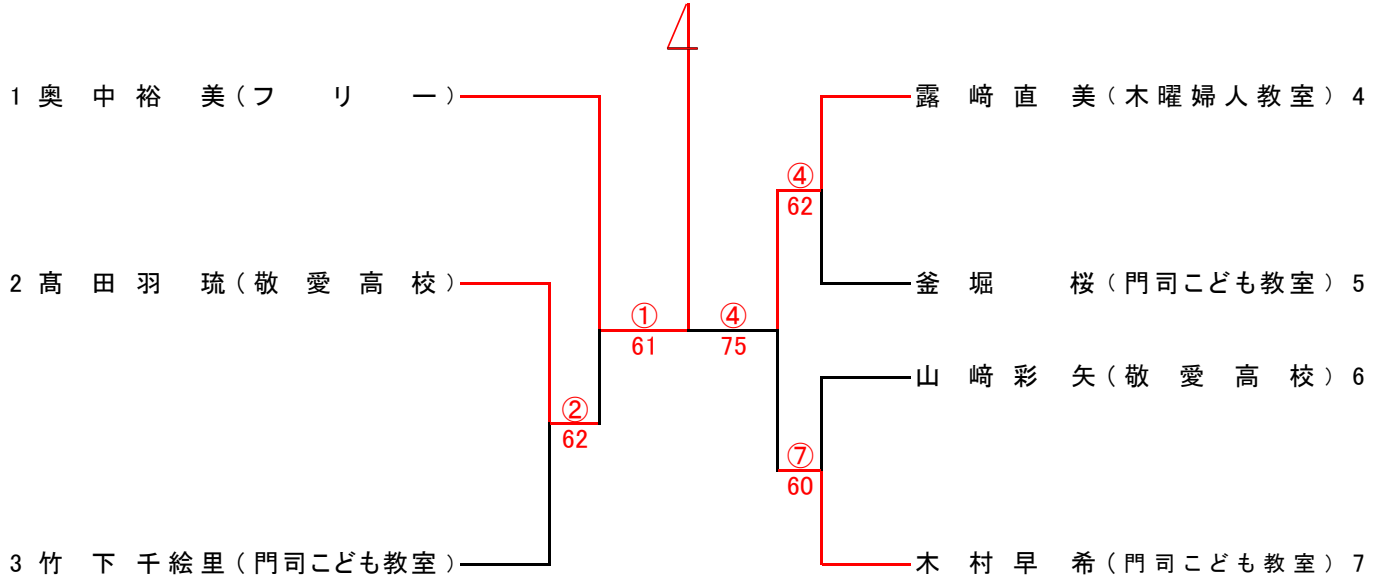 1 奥中裕美(フリー)
露﨑直美(木曜婦人教室) 4
④
62
2 髙田羽琉(敬愛高校)
釜堀桜(門司こども教室) 5
①
61
④
75
山﨑彩矢(敬愛高校) 6
②
62
⑦
60
3 竹下千絵里(門司こども教室)
木村早希(門司こども教室) 7